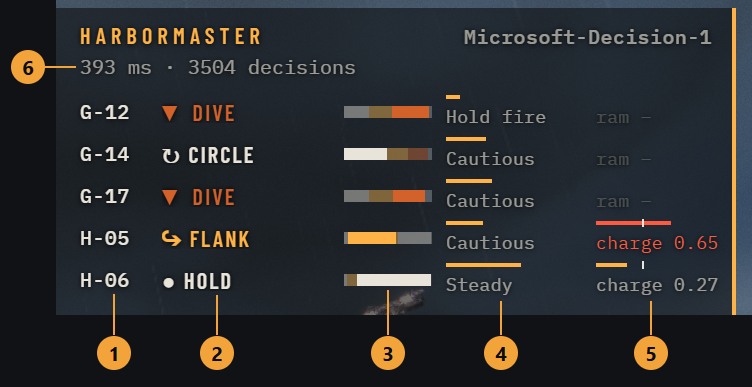 HARBORMASTER Microsoft-Decision-1
6 393 ms · 3504 decisions
G-12 ▼ DIVE Hold fire ram –
G-14 ↻ CIRCLE Cautious ram –
G-17 ▼ DIVE Cautious ram –
H-05 ↪ FLANK Cautious charge 0.65
H-06 ● HOLD Steady charge 0.27
1 2 3 4 5